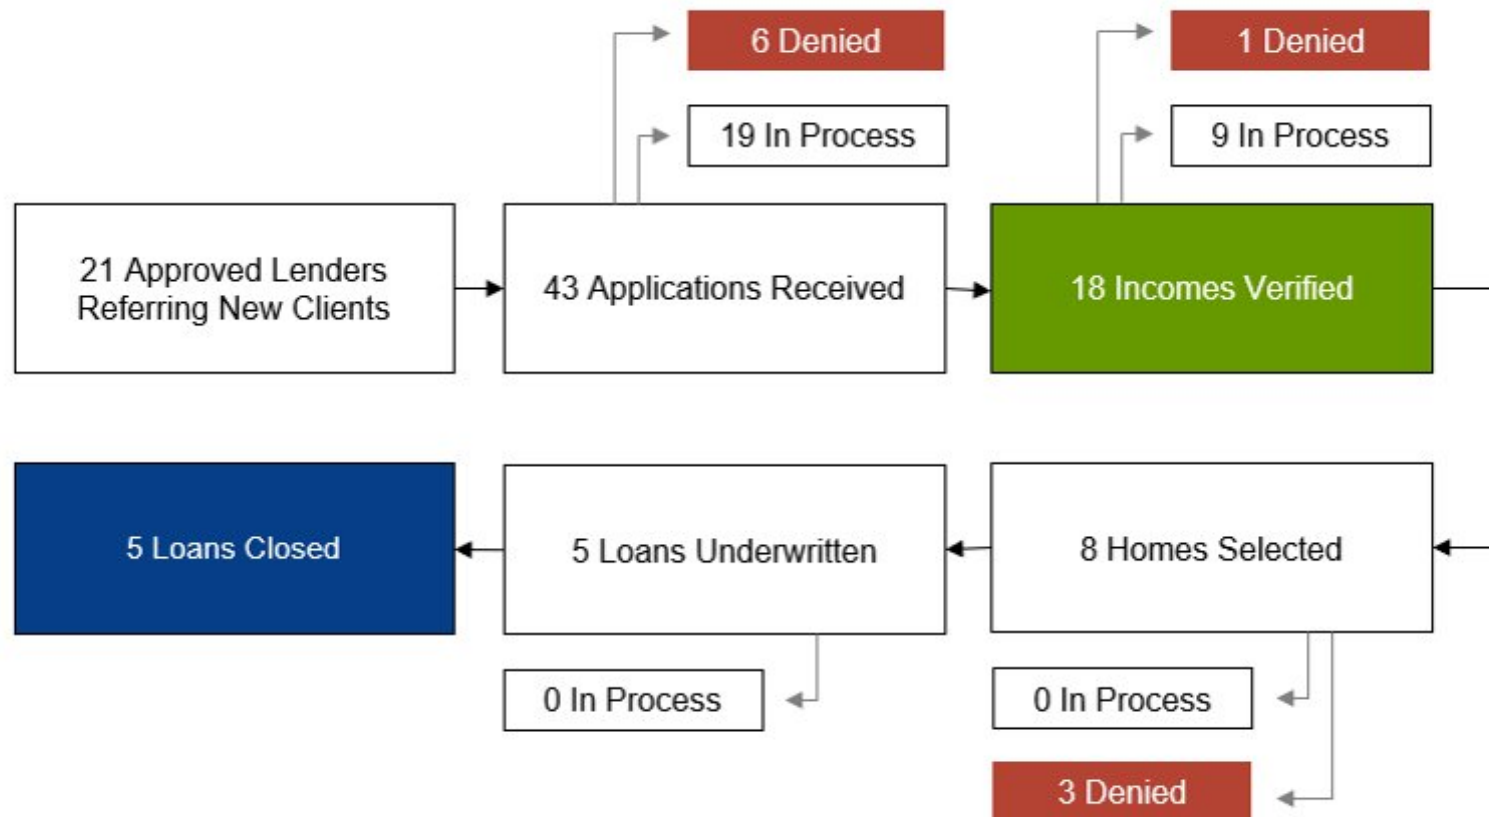 6 Denied
1 Denied
19 In Process
9 In Process
21 Approved Lenders
Referring New Clients
43 Applications Received
18 Incomes Verified
5 Loans Closed
5 Loans Underwritten
8 Homes Selected
0 In Process
0 In Process
3 Denied